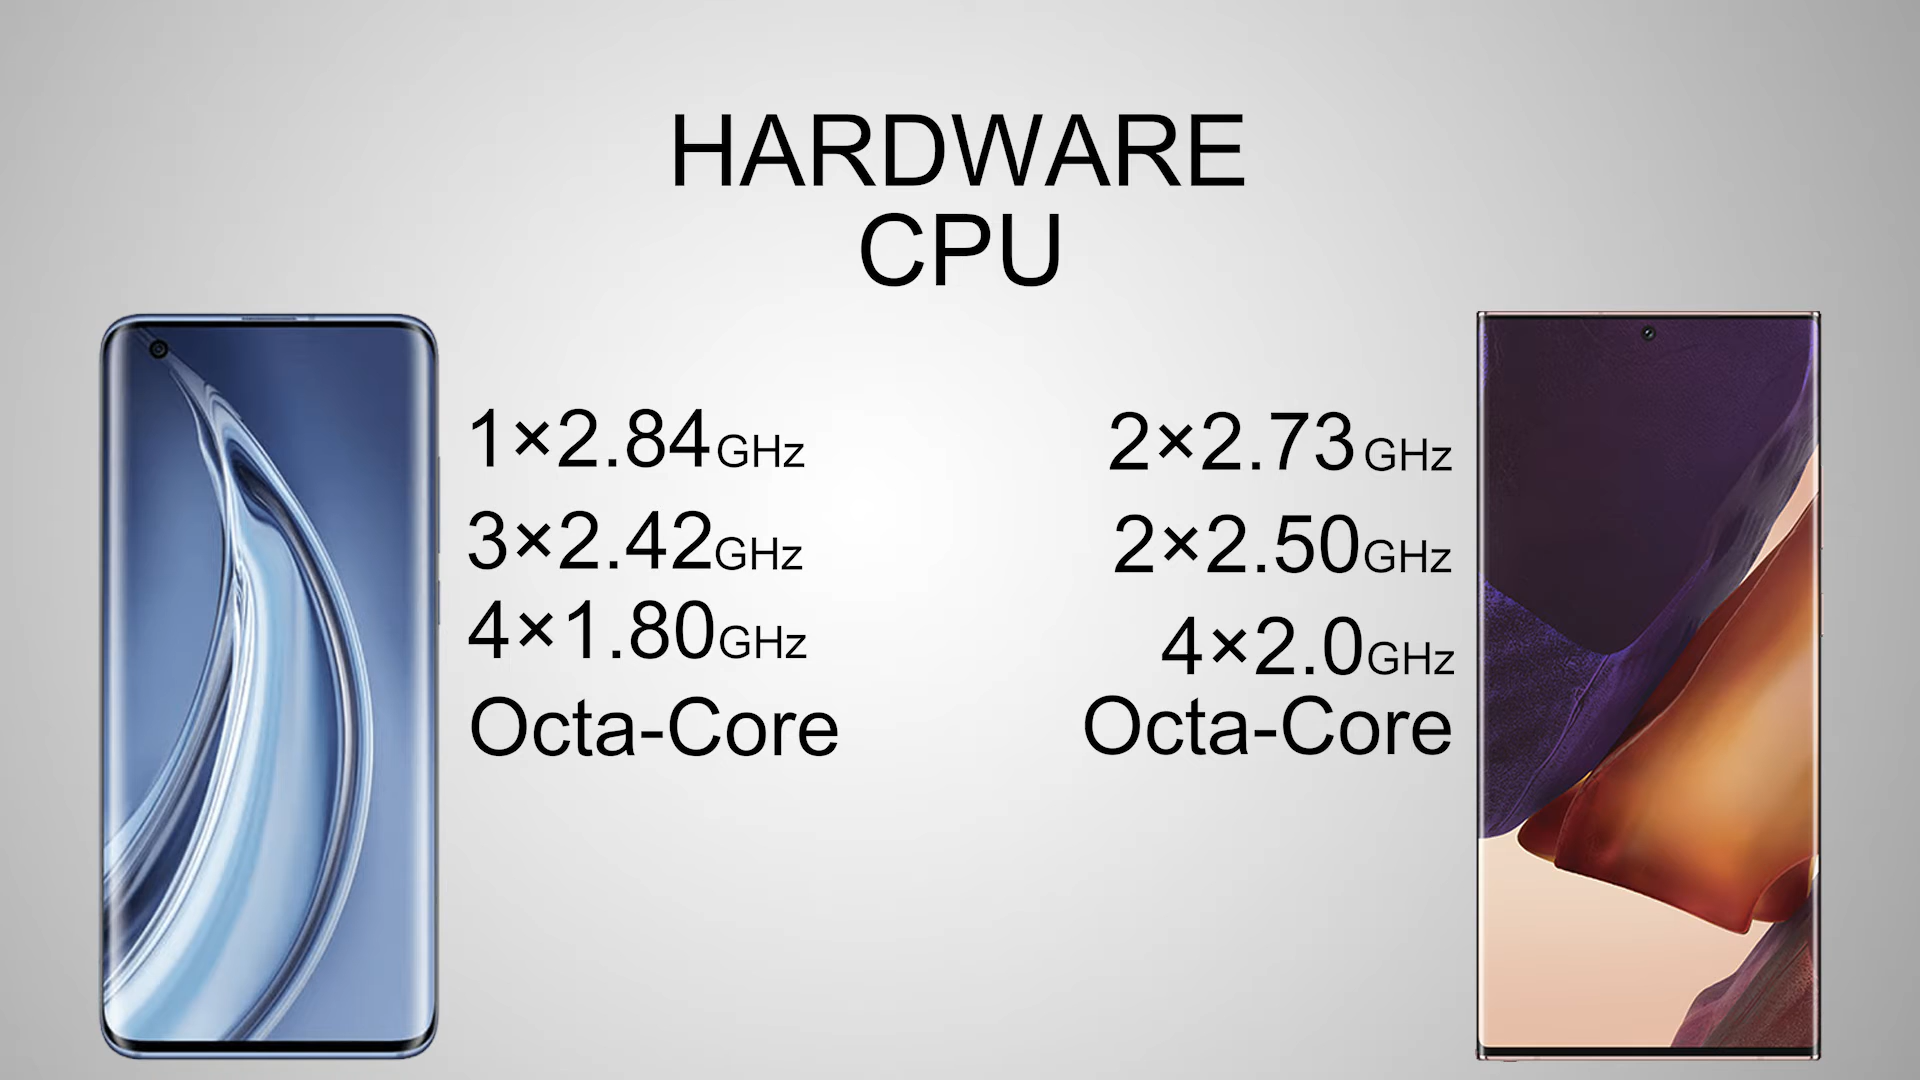 HARDWARE
CPU
1×2.84GHz
3×2.42GHz
4×1.80GHz
Octa-Core
2×2.73GHz
2×2.50GHz
4×2.0GHz
Octa-Core